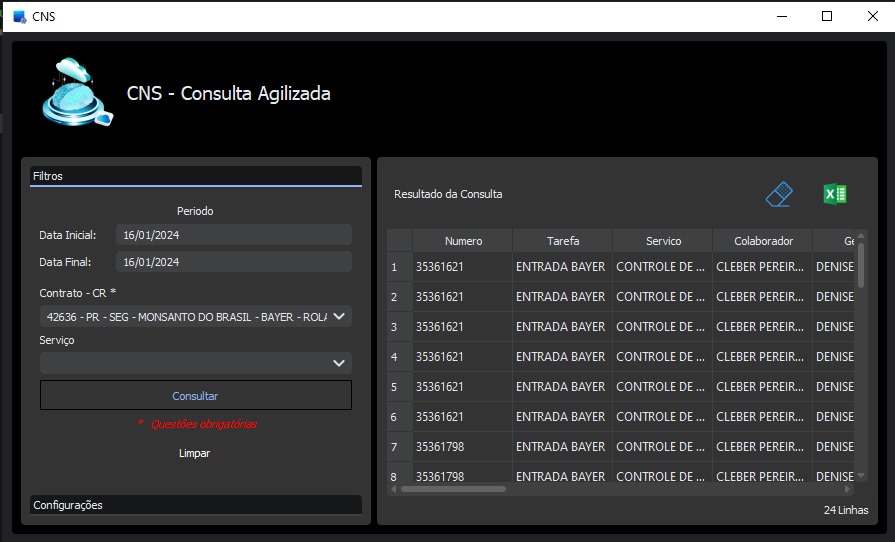 CNS
CNS - Consulta Agilizada
Filtros
Periodo
Data Inicial: 16/01/2024
Data Final: 16/01/2024
Contrato - CR *
42636 - PR - SEG - MONSANTO DO BRASIL - BAYER - ROLA
Serviço
Consultar
* Questões obrigatórias
Limpar
Configurações
Resultado da Consulta
Numero Tarefa Servico Colaborador Ge
1 35361621 ENTRADA BAYER CONTROLE DE ... CLEBER PEREIR... DENISE
2 35361621 ENTRADA BAYER CONTROLE DE ... CLEBER PEREIR... DENISE
3 35361621 ENTRADA BAYER CONTROLE DE ... CLEBER PEREIR... DENISE
4 35361621 ENTRADA BAYER CONTROLE DE ... CLEBER PEREIR... DENISE
5 35361621 ENTRADA BAYER CONTROLE DE ... CLEBER PEREIR... DENISE
6 35361621 ENTRADA BAYER CONTROLE DE ... CLEBER PEREIR... DENISE
7 35361798 ENTRADA BAYER CONTROLE DE ... CLEBER PEREIR... DENISE
8 35361798 ENTRADA BAYER CONTROLE DE ... CLEBER PEREIR... DENISE
24 Linhas